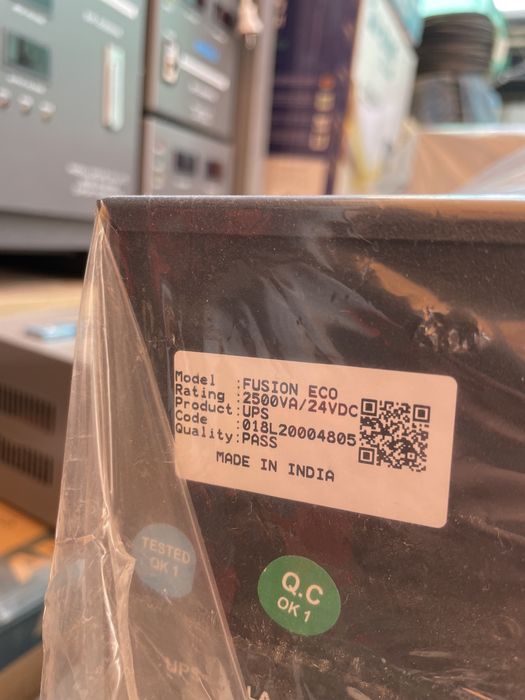 Model :FUSION ECO
Rating :2500VA/24VDC
Product:UPS
Code :018L20004805
Quality:PASS
MADE IN INDIA
TESTED
OK 1
Q.C
OK 1
UPS